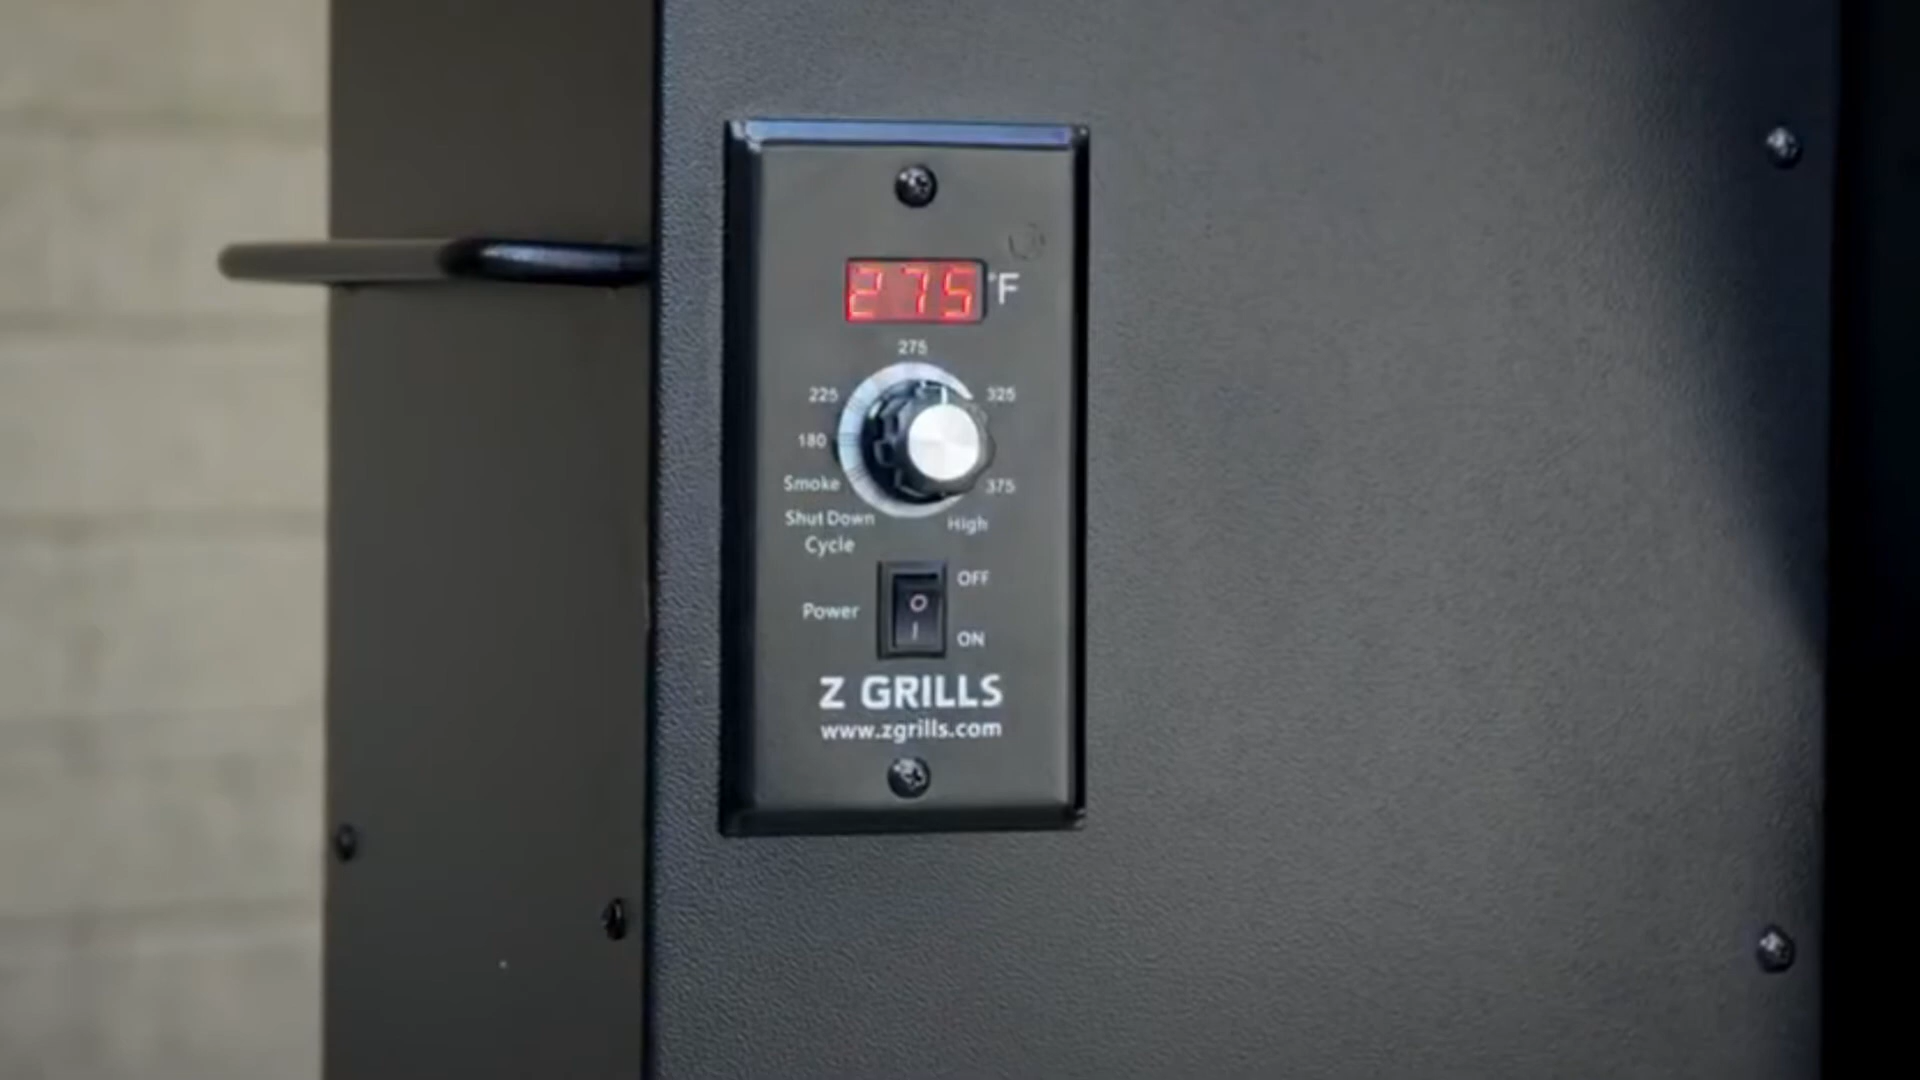 275 °F
275
225
325
180
Smoke
375
Shut Down
Cycle
High
OFF
O
Power
I
ON
Z GRILLS
www.zgrills.com